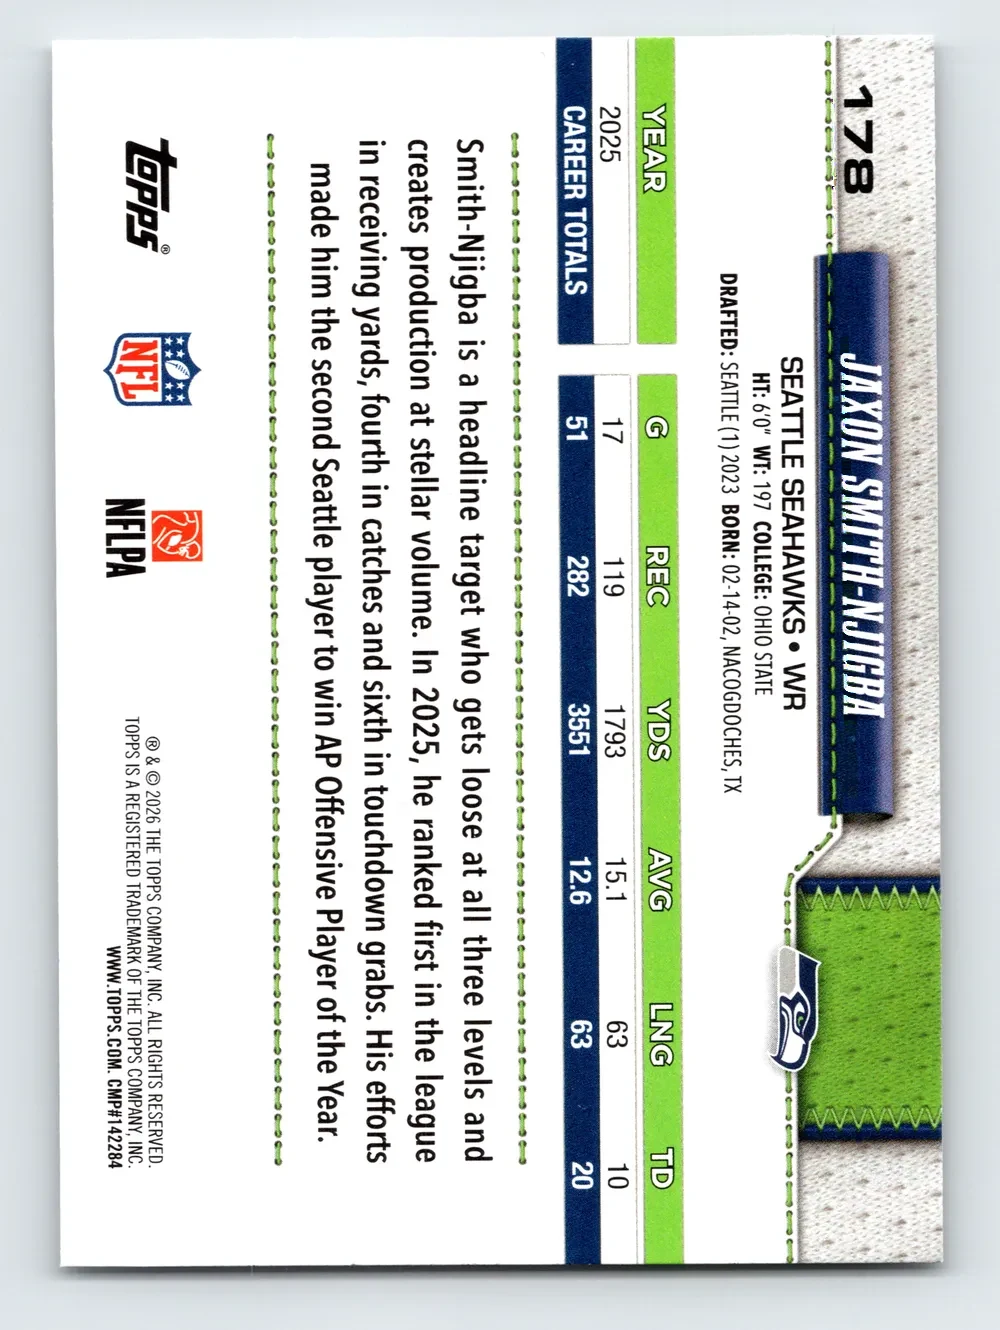 178
JAXON SMITH-NJIGBA
SEATTLE SEAHAWKS • WR
HT: 6'0" WT: 197 COLLEGE: OHIO STATE
DRAFTED: SEATTLE (1) 2023 BORN: 02-14-02, NACOGDOCHES, TX
YEAR G REC YDS AVG LNG TD
2025 17 119 1793 15.1 63 10
CAREER TOTALS 51 282 3551 12.6 63 20
Smith-Njigba is a headline target who gets loose at all three levels and
creates production at stellar volume. In 2025, he ranked first in the league
in receiving yards, fourth in catches and sixth in touchdown grabs. His efforts
made him the second Seattle player to win AP Offensive Player of the Year.
topps®
NFL
NFLPA
® & © 2026 THE TOPPS COMPANY, INC. ALL RIGHTS RESERVED.
TOPPS IS A REGISTERED TRADEMARK OF THE TOPPS COMPANY, INC.
WWW.TOPPS.COM. CMP#142284